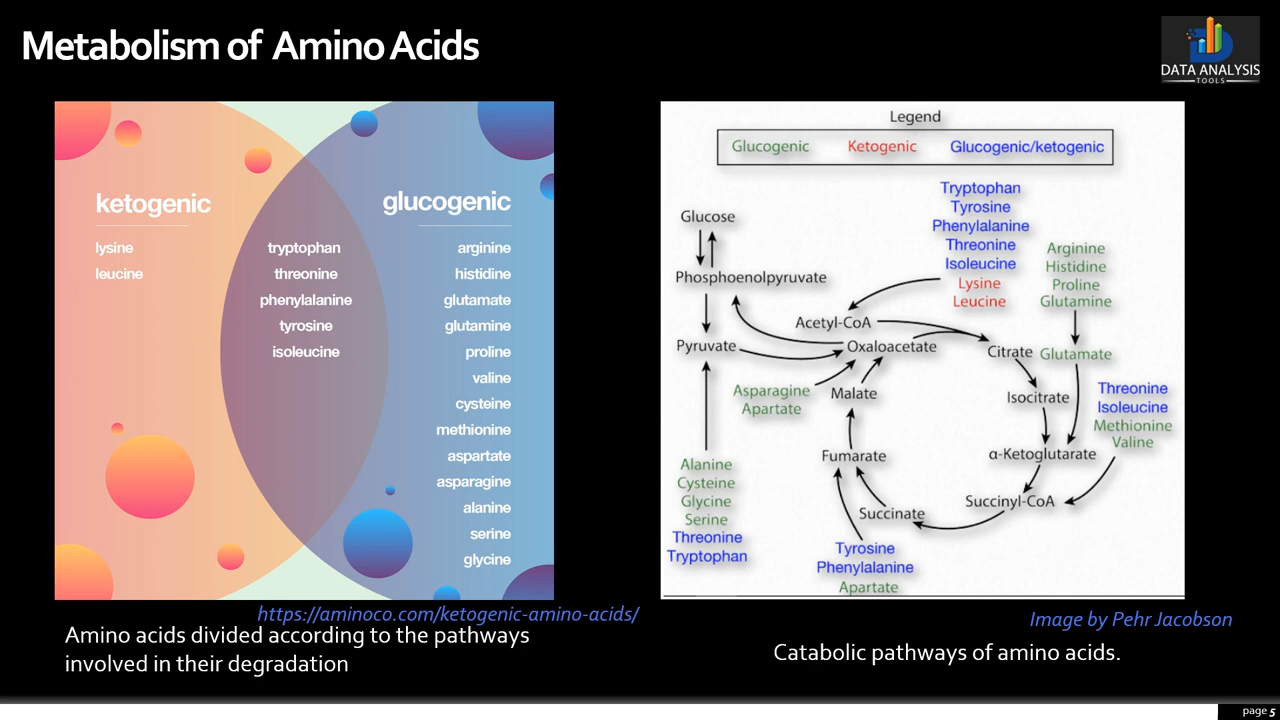 Metabolism of Amino Acids
DATA ANALYSIS
TOOLS
ketogenic
lysine
leucine
tryptophan
threonine
phenylalanine
tyrosine
isoleucine
glucogenic
arginine
histidine
glutamate
glutamine
proline
valine
cysteine
methionine
aspartate
asparagine
alanine
serine
glycine
https://aminoco.com/ketogenic-amino-acids/
Amino acids divided according to the pathways
involved in their degradation
Legend
Glucogenic Ketogenic Glucogenic/ketogenic
Tryptophan
Tyrosine
Phenylalanine
Threonine
Isoleucine
Lysine
Leucine
Arginine
Histidine
Proline
Glutamine
Glucose
Phosphoenolpyruvate
Pyruvate
Acetyl-CoA
Oxaloacetate
Citrate
Glutamate
Isocitrate
Asparagine
Apartate
Malate
Threonine
Isoleucine
Methionine
Valine
Fumarate
α-Ketoglutarate
Succinyl-CoA
Succinate
Alanine
Cysteine
Glycine
Serine
Threonine
Tryptophan
Tyrosine
Phenylalanine
Apartate
Image by Pehr Jacobson
Catabolic pathways of amino acids.
page 5